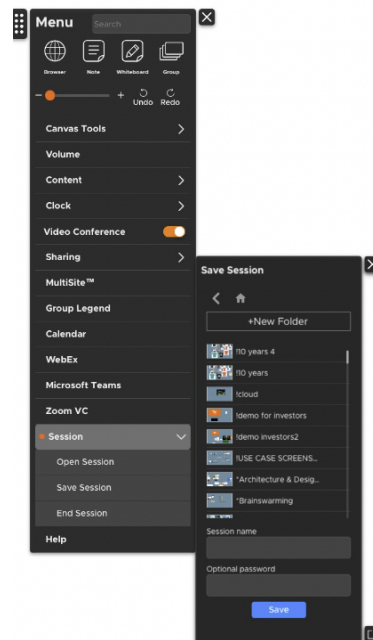 Menu
Search
Browser
Note
Whiteboard
Group
- +
Undo
Redo
Canvas Tools
Volume
Content
Clock
Video Conference
Sharing
MultiSite™
Group Legend
Calendar
WebEx
Microsoft Teams
Zoom VC
Session
Open Session
Save Session
End Session
Help
Save Session
+New Folder
!10 years 4
!10 years
!cloud
!demo for investors
!demo investors2
!USE CASE SCREENS...
*Architecture & Desig...
*Brainswarming
Session name
Optional password
Save